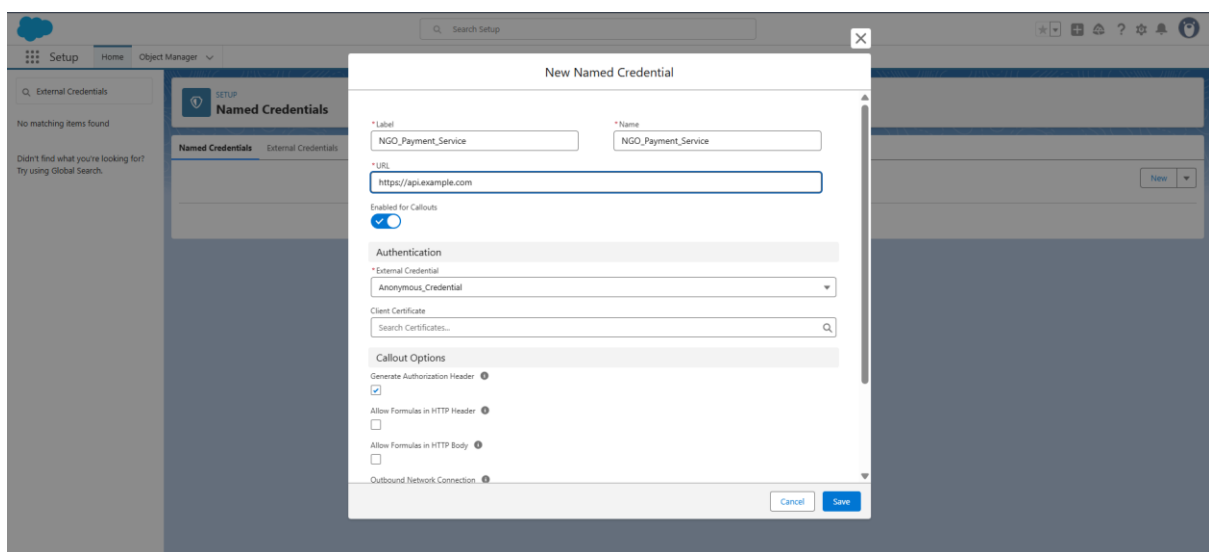 Search Setup
Setup Home Object Manager
External Credentials
No matching items found
Didn't find what you're looking for?
Try using Global Search.
SETUP
Named Credentials
Named Credentials External Credentials
New
New Named Credential
*Label *Name
NGO_Payment_Service NGO_Payment_Service
*URL
https://api.example.com
Enabled for Callouts
Authentication
*External Credential
Anonymous_Credential
Client Certificate
Search Certificates...
Callout Options
Generate Authorization Header
Allow Formulas in HTTP Header
Allow Formulas in HTTP Body
Outbound Network Connection
Cancel Save